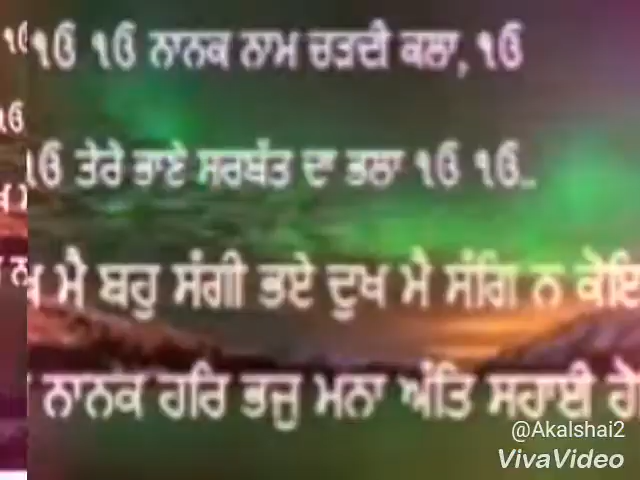 ੴ ੴ ਨਾਨਕ ਨਾਮ ਚੜਦੀ ਕਲਾ, ੴ
ੴ ਤੇਰੇ ਭਾਣੇ ਸਰਬੱਤ ਦਾ ਭਲਾ ੴ ੴ..
ਮੈ ਬਹੁ ਸੰਗੀ ਭਏ ਦੁਖ ਮੈ ਸੰਗਿ ਨ ਕੋਇ
ਨਾਨਕ ਹਰਿ ਭਜੁ ਮਨਾ ਅੰਤਿ ਸਹਾਈ
@Akalshai2
VivaVideo